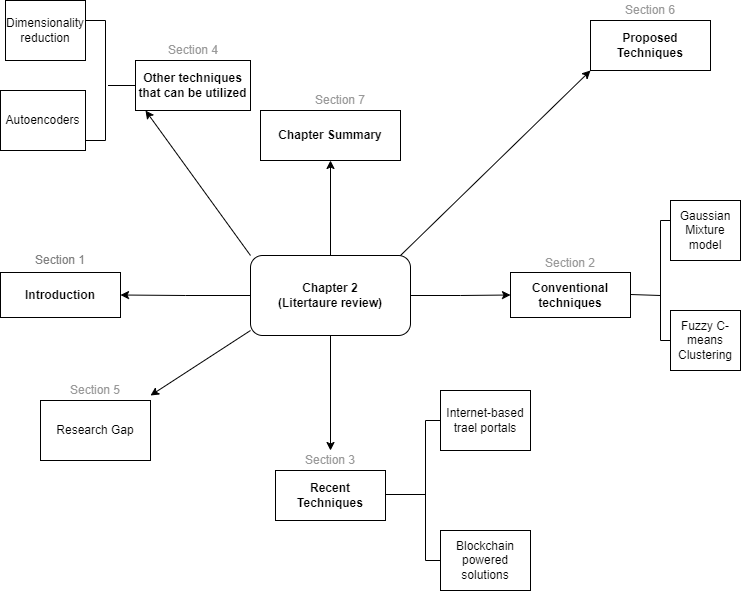 Section 6
Dimensionality
reduction
Proposed
Techniques
Section 4
Other techniques
that can be utilized
Autoencoders
Section 7
Chapter Summary
Gaussian
Mixture
model
Section 1
Introduction
Chapter 2
(Litertaure review)
Section 2
Conventional
techniques
Fuzzy C-
means
Clustering
Section 5
Research Gap
Internet-based
trael portals
Section 3
Recent
Techniques
Blockchain
powered
solutions